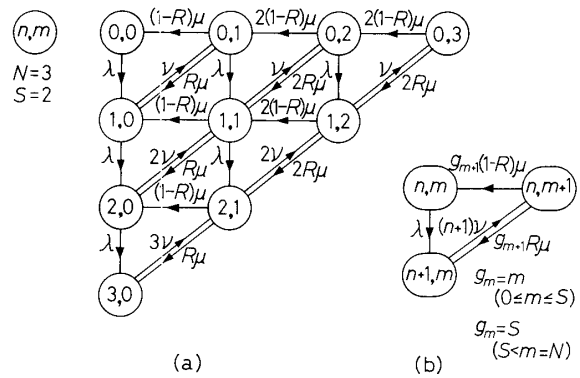 n,m
N=3
S=2
0,0 (1-R)μ 0,1 2(1-R)μ 0,2 2(1-R)μ 0,3
λ ν Rμ λ ν 2Rμ λ ν 2Rμ
1,0 (1-R)μ 1,1 2(1-R)μ 1,2
λ 2ν Rμ λ 2ν 2Rμ
2,0 (1-R)μ 2,1
λ 3ν Rμ
3,0
(a)
n,m g_{m+1}(1-R)μ n,m+1
λ (n+1)ν g_{m+1}Rμ
n+1,m
g_m=m
(0≤m≤S)
g_m=S
(S<m=N)
(b)